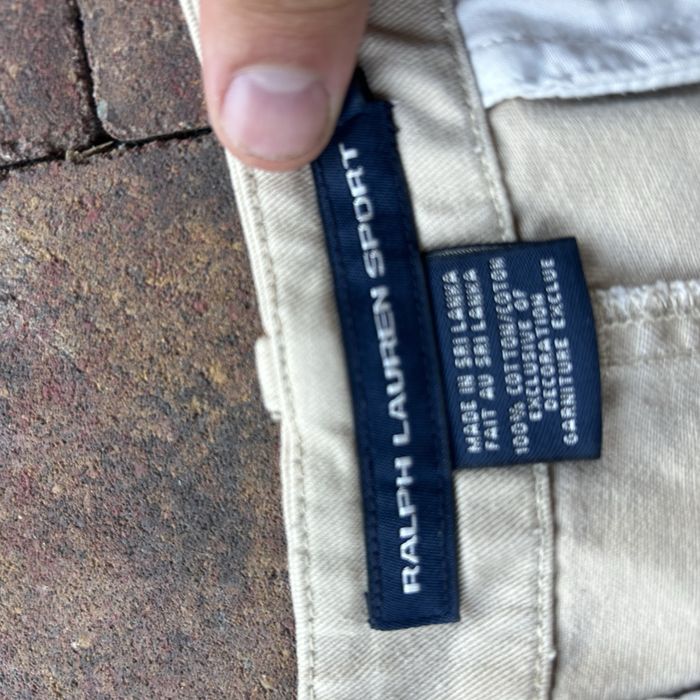 RALPH LAUREN SPORT
MADE IN SRI LANKA
FAIT AU SRI LANKA
100% COTTON/COTON
EXCLUSIVE OF
DECORATION
GARNITURE EXCLUE